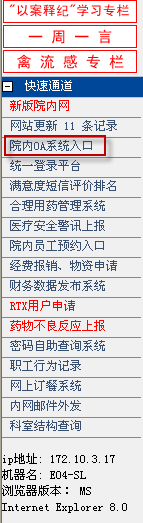 "以案释纪"学习专栏
一周一言
禽流感专栏
快速通道
新版院内网
网站更新 11 条记录
院内OA系统入口
统一登录平台
满意度短信评价排名
合理用药管理系统
医疗安全警讯上报
院内员工预约入口
经费报销、物资申请
财务数据发布系统
RTX用户申请
药物不良反应上报
密码自助查询系统
职工行为记录
网上订餐系统
内网邮件外发
科室结构查询
ip地址: 172.10.3.17
机器名: E04-SL
浏览器版本: MS
Internet Explorer 8.0